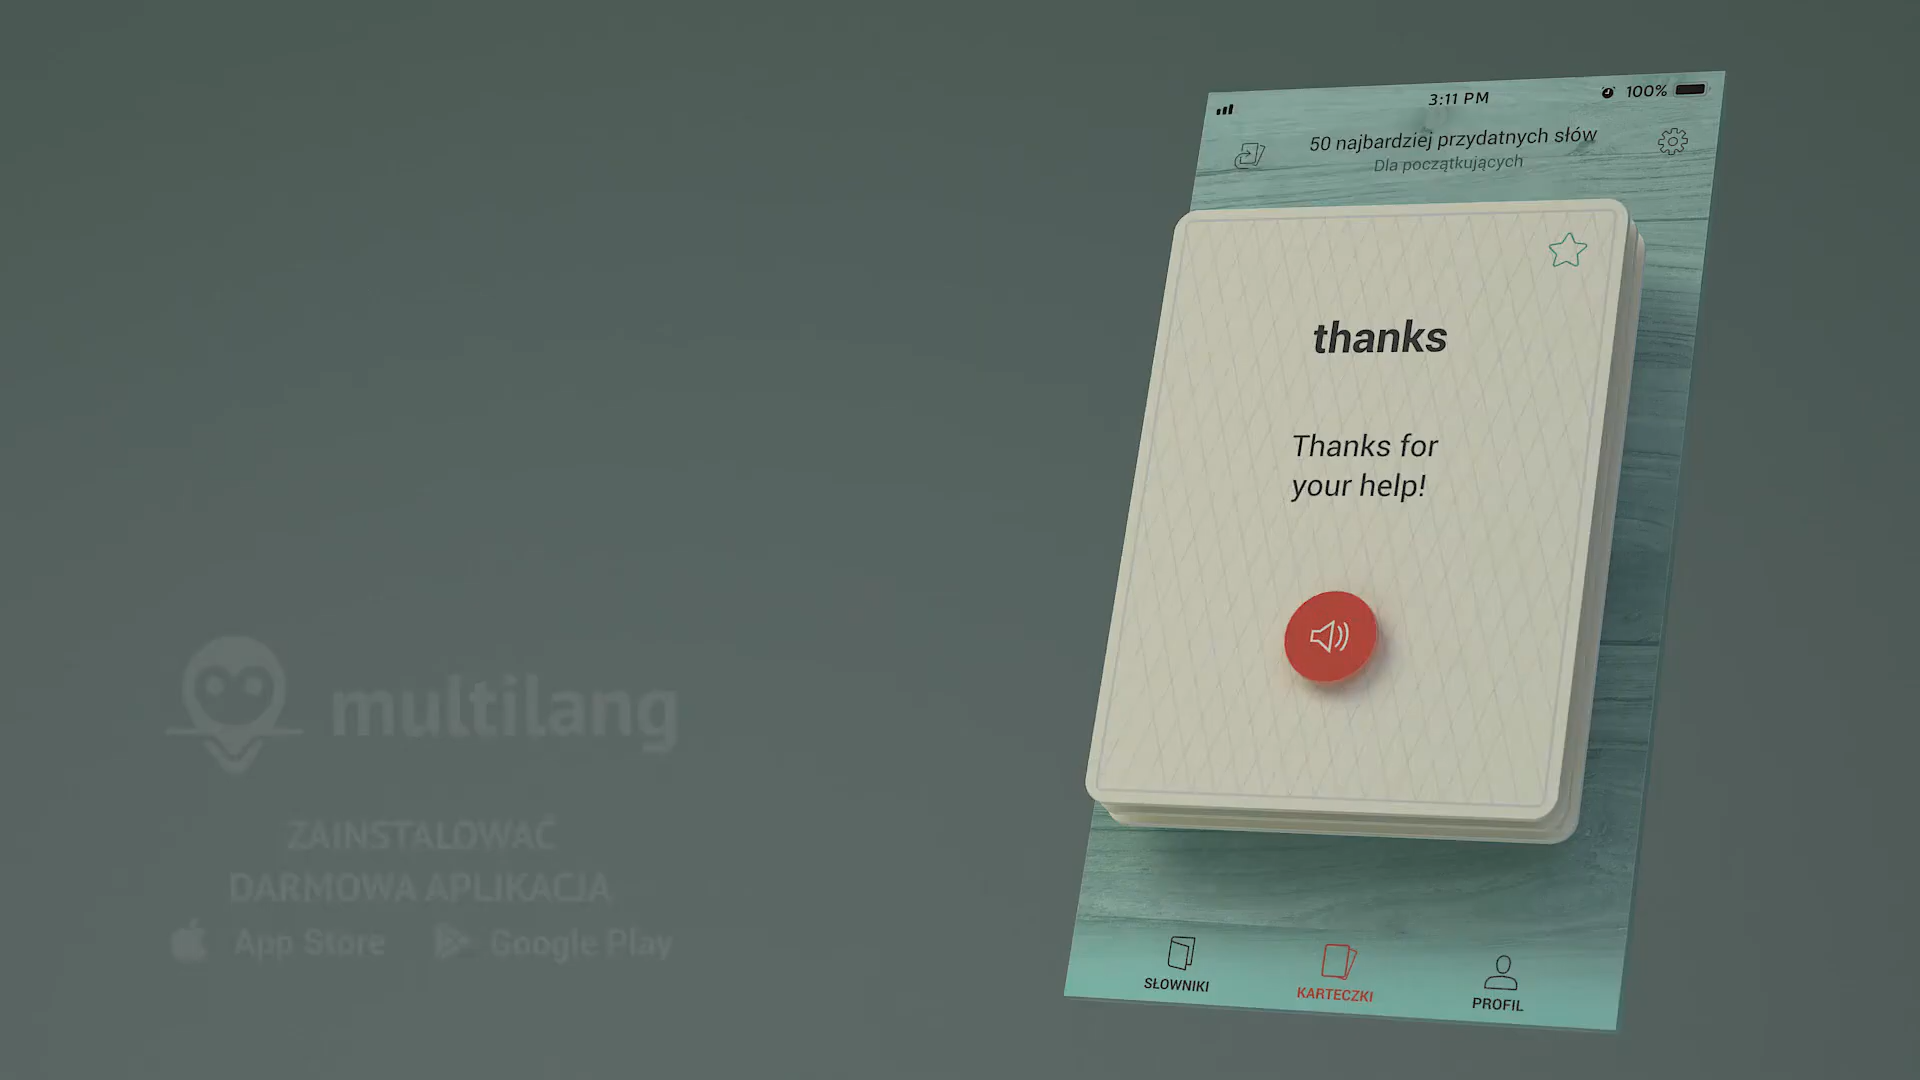 3:11 PM
100%
50 najbardziej przydatnych słów
Dla początkujących
thanks
Thanks for
your help!
SŁOWNIKI
KARTECZKI
PROFIL
multilang
ZAINSTALOWAĆ
DARMOWA APLIKACJA
App Store
Google Play